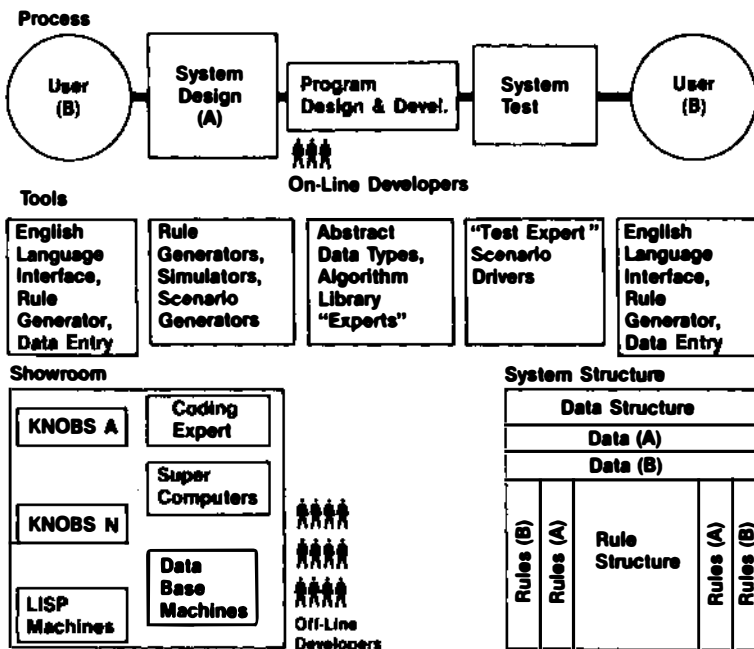 Process
User
(B)
System
Design
(A)
Program
Design & Devel.
System
Test
User
(B)
On-Line Developers
Tools
English
Language
Interface,
Rule
Generator,
Data Entry
Rule
Generators,
Simulators,
Scenario
Generators
Abstract
Data Types,
Algorithm
Library
“Experts”
“Test Expert”
Scenario
Drivers
English
Language
Interface,
Rule
Generator,
Data Entry
Showroom
KNOBS A
KNOBS N
LISP
Machines
Coding
Expert
Super
Computers
Data
Base
Machines
Off-Line
Developers
System Structure
Data Structure
Data (A)
Data (B)
Rules (B)
Rules (A)
Rule
Structure
Rules (A)
Rules (B)